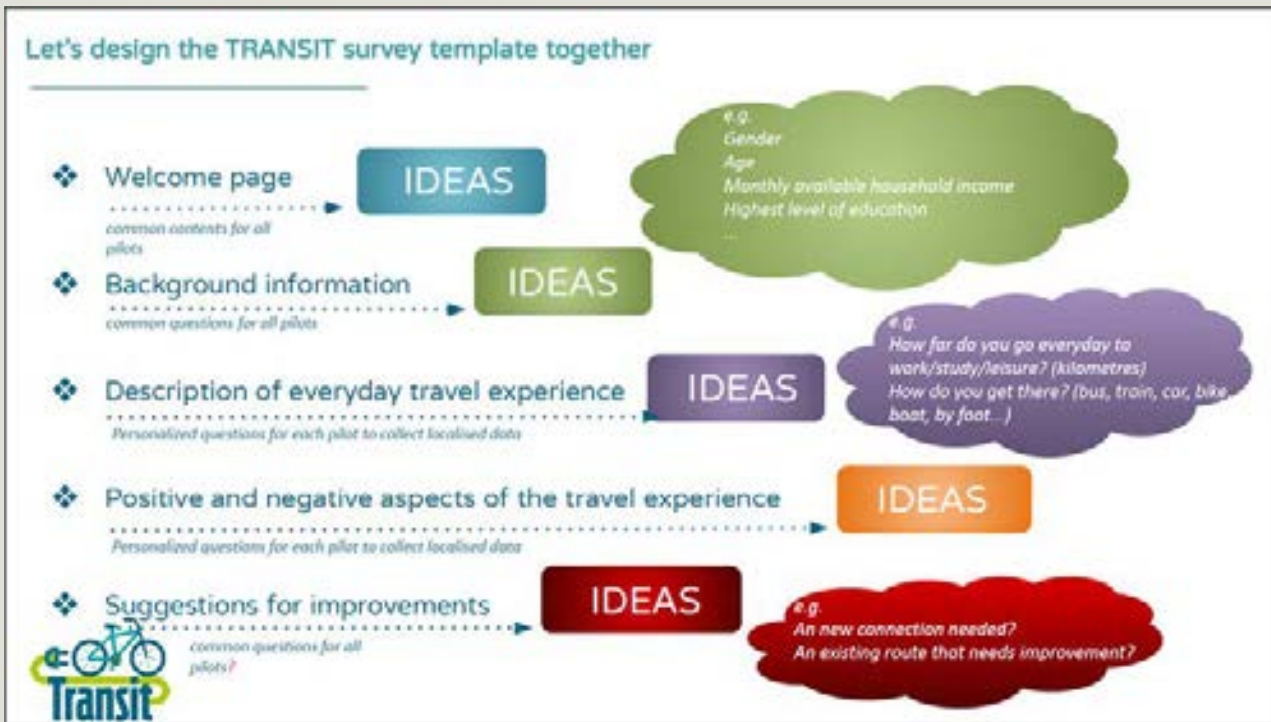 Let's design the TRANSIT survey template together
Welcome page
IDEAS
common contents for all
pilots
e.g.
Gender
Age
Monthly available household income
Highest level of education
...
Background information
IDEAS
common questions for all pilots
e.g.
How far do you go everyday to
work/study/leisure? (kilometres)
How do you get there? (bus, train, car, bike,
boat, by foot...)
Description of everyday travel experience
IDEAS
Personalized questions for each pilot to collect localised data
Positive and negative aspects of the travel experience
IDEAS
Personalized questions for each pilot to collect localised data
Suggestions for improvements
IDEAS
common questions for all
pilots?
e.g.
An new connection needed?
An existing route that needs improvement?
Transit